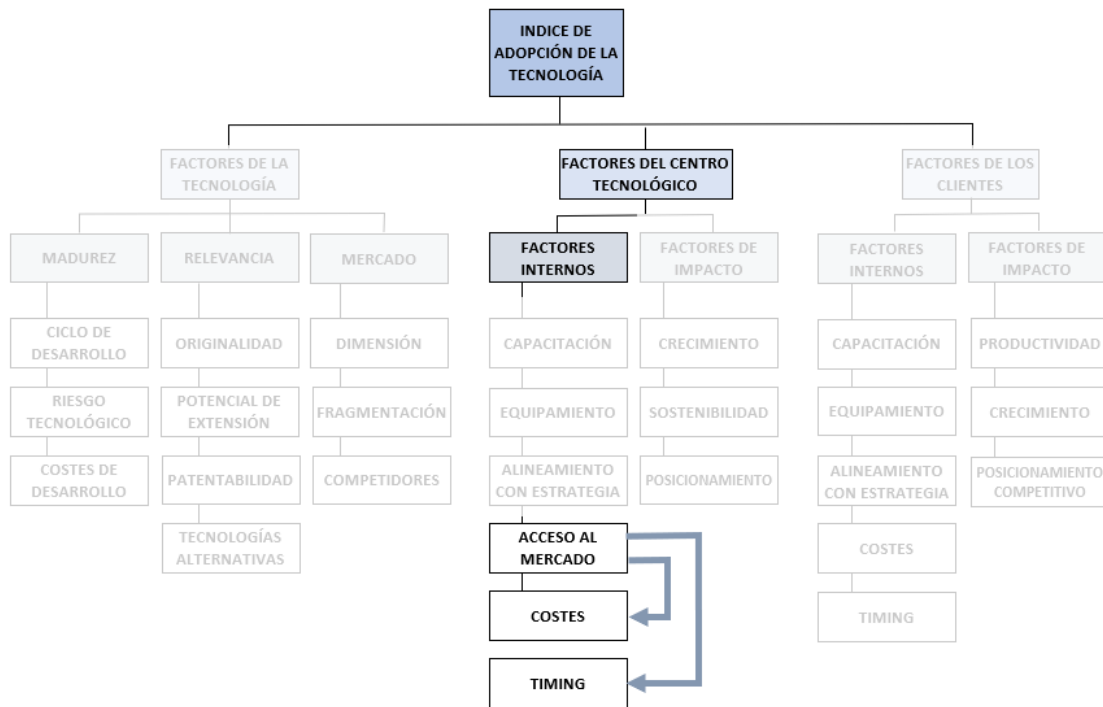 INDICE DE
ADOPCIÓN DE LA
TECNOLOGÍA
FACTORES DE LA
TECNOLOGÍA
FACTORES DEL CENTRO
TECNOLÓGICO
FACTORES DE LOS
CLIENTES
MADUREZ
RELEVANCIA
MERCADO
FACTORES
INTERNOS
FACTORES DE
IMPACTO
FACTORES
INTERNOS
FACTORES DE
IMPACTO
CICLO DE
DESARROLLO
ORIGINALIDAD
DIMENSIÓN
CAPACITACIÓN
CRECIMIENTO
CAPACITACIÓN
PRODUCTIVIDAD
RIESGO
TECNOLÓGICO
POTENCIAL DE
EXTENSIÓN
FRAGMENTACIÓN
EQUIPAMIENTO
SOSTENIBILIDAD
EQUIPAMIENTO
CRECIMIENTO
COSTES DE
DESARROLLO
PATENTABILIDAD
COMPETIDORES
ALINEAMIENTO
CON ESTRATEGIA
POSICIONAMIENTO
ALINEAMIENTO
CON ESTRATEGIA
POSICIONAMIENTO
COMPETITIVO
TECNOLOGÍAS
ALTERNATIVAS
ACCESO AL
MERCADO
COSTES
COSTES
TIMING
TIMING